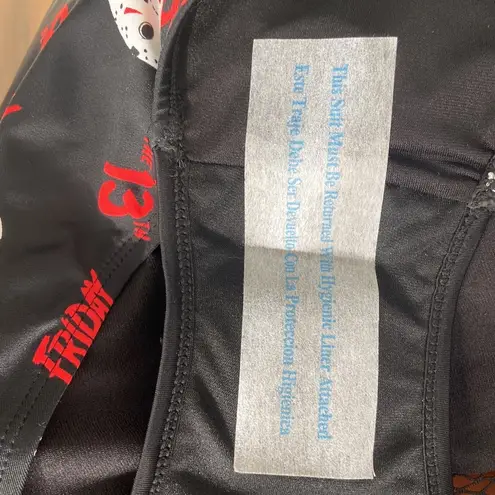 This Suit Must Be Returned With Hygienic Liner Attached
Este Traje Debe Ser Devuelto Con La Proteccion Higienica
THE
13TH
FRIDAY